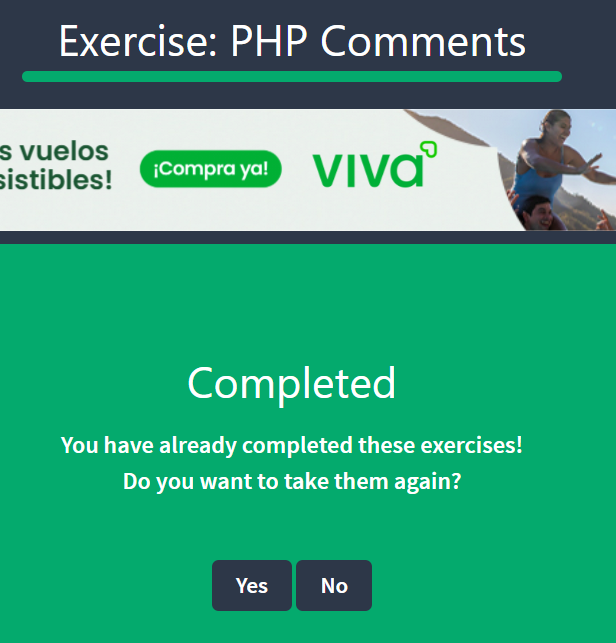 Exercise: PHP Comments
s vuelos
sistibles!
¡Compra ya!
viva
Completed
You have already completed these exercises!
Do you want to take them again?
Yes
No